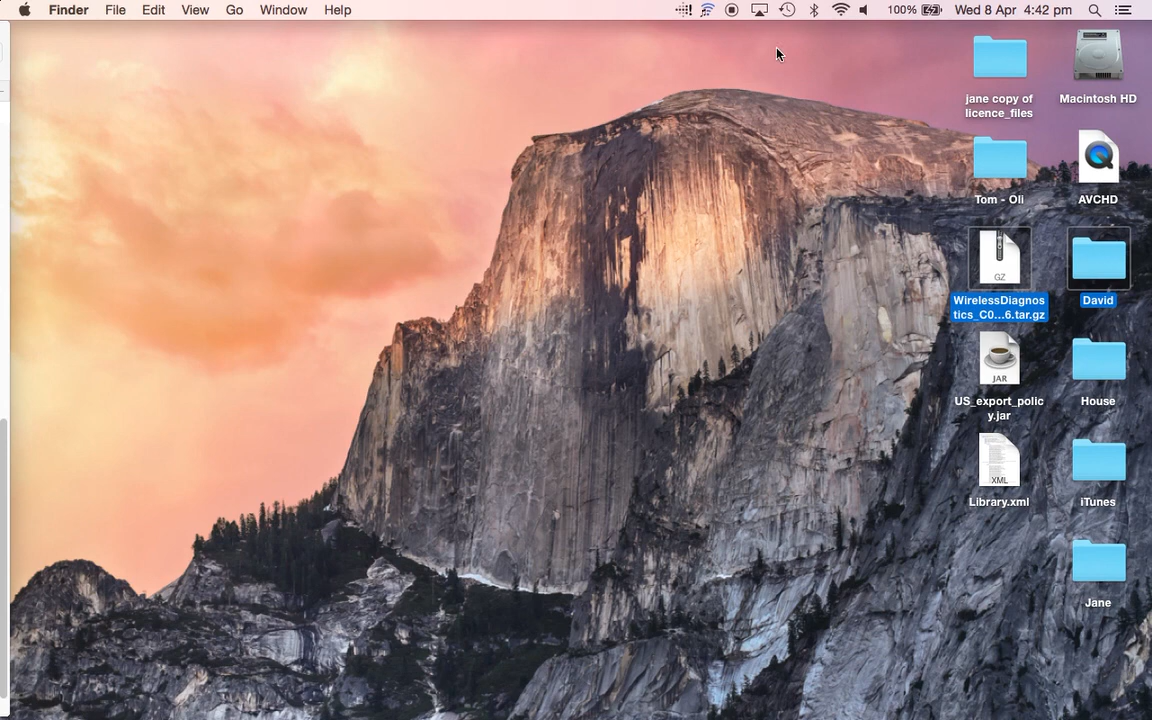 Finder File Edit View Go Window Help 100% Wed 8 Apr 4:42 pm
jane copy of
licence_files
Macintosh HD
Tom - Oli
AVCHD
GZ
WirelessDiagnos
tics_C0...6.tar.gz
David
JAR
US_export_polic
y.jar
House
XML
Library.xml
iTunes
Jane